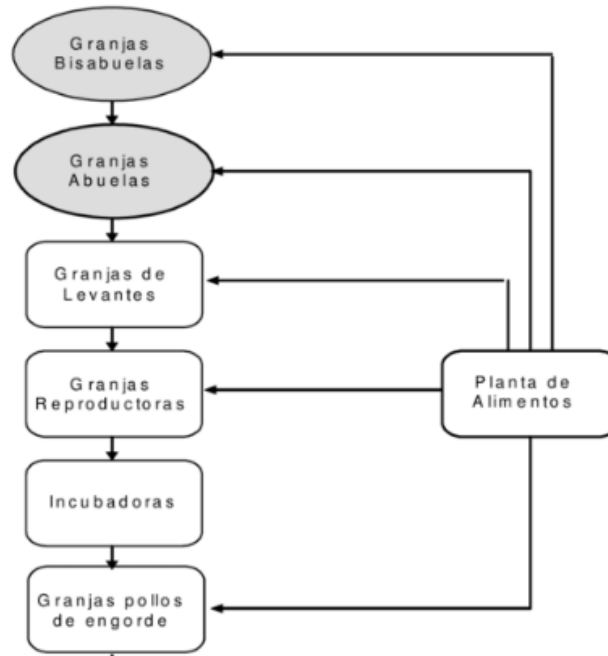 Granjas
Bisabuelas
Granjas
Abuelas
Granjas de
Levantes
Granjas
Reproductoras
Planta de
Alimentos
Incubadoras
Granjas pollos
de engorde